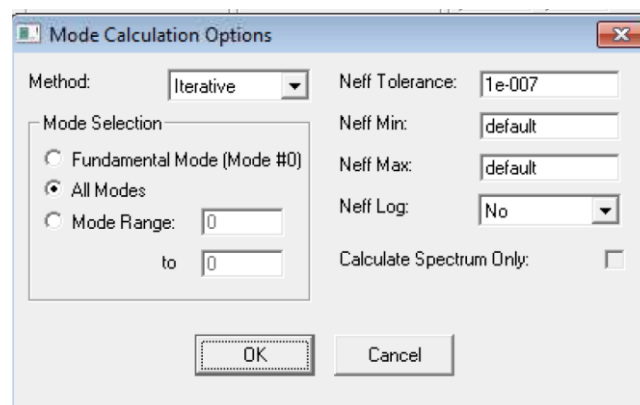 Mode Calculation Options
Method: Iterative
Neff Tolerance: 1e-007
Mode Selection
Neff Min: default
Fundamental Mode (Mode #0)
Neff Max: default
All Modes
Neff Log: No
Mode Range: 0
to 0
Calculate Spectrum Only:
OK Cancel